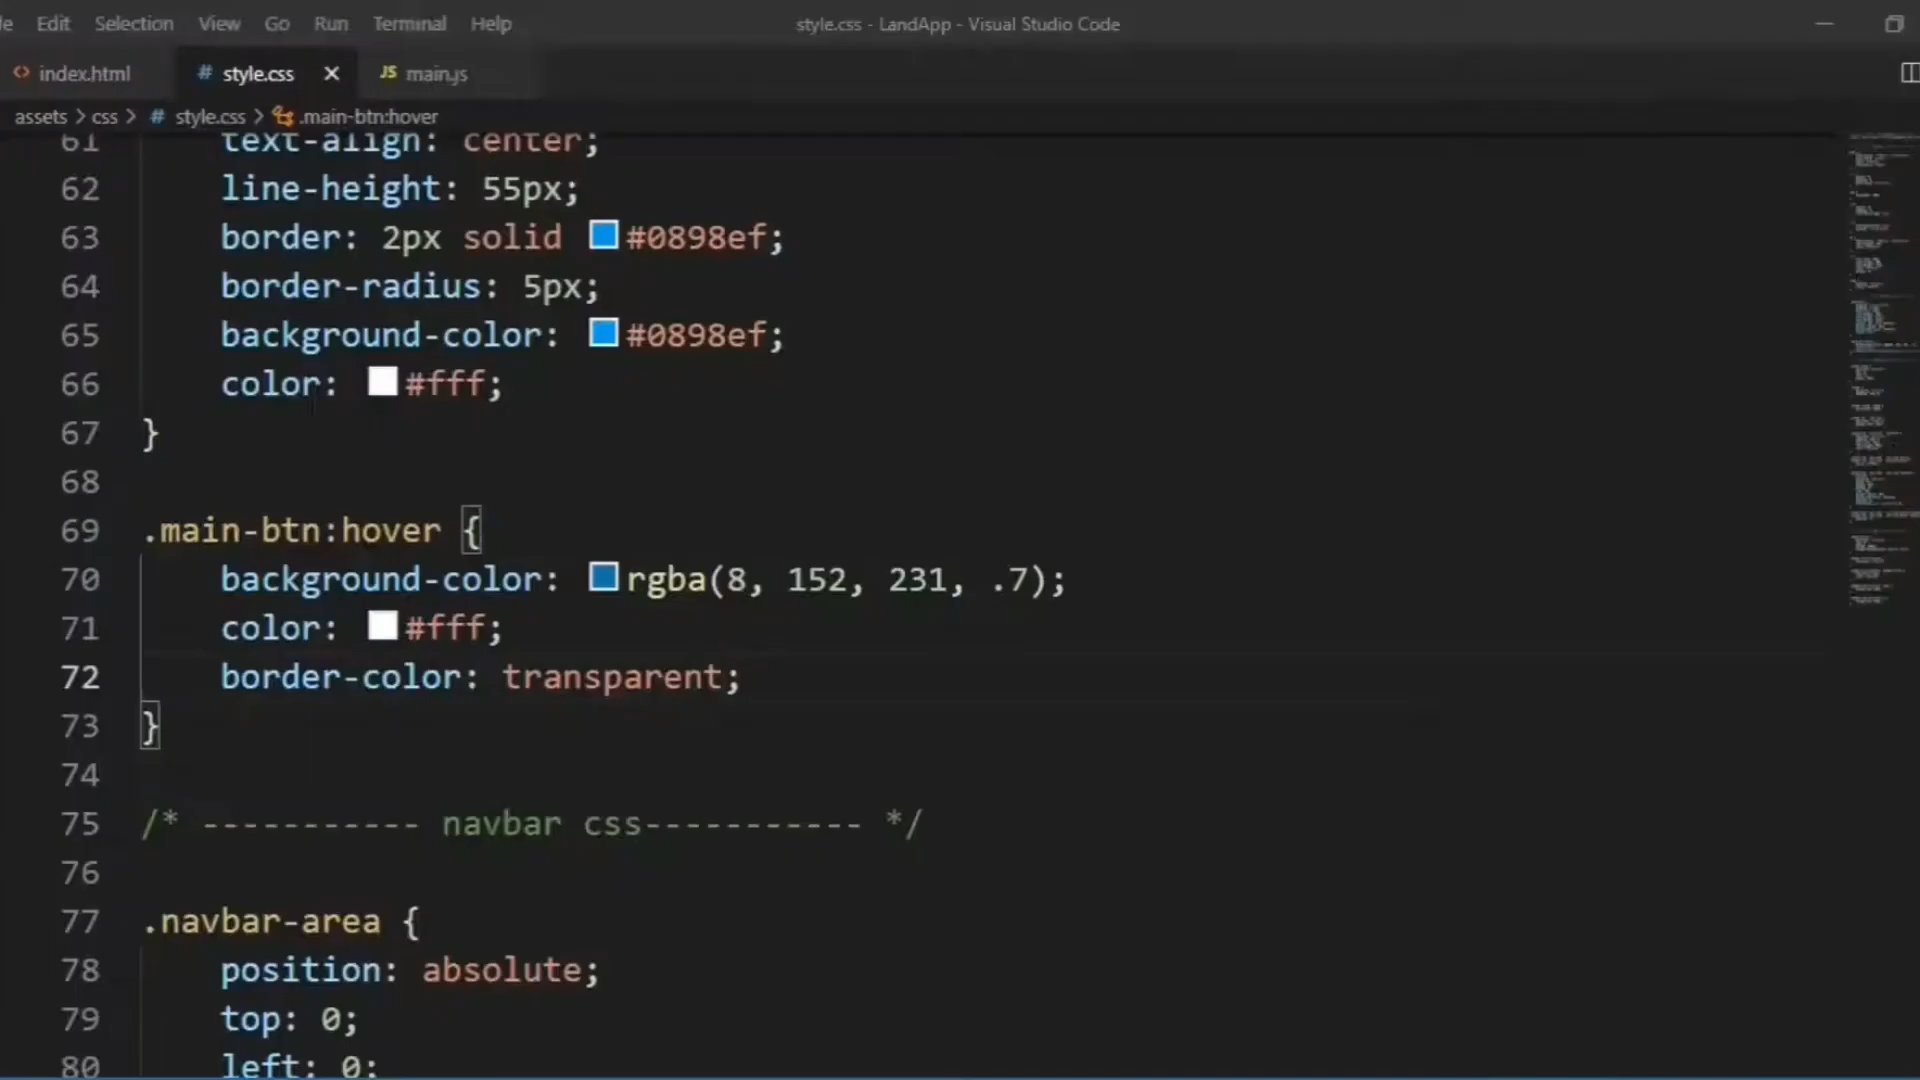 Edit Selection View Go Run Terminal Help style.css - LandApp - Visual Studio Code
index.html # style.css × JS main.js
assets > css > # style.css > .main-btn:hover
61 text-align: center;
62 line-height: 55px;
63 border: 2px solid #0898ef;
64 border-radius: 5px;
65 background-color: #0898ef;
66 color: #fff;
67 }
68
69 .main-btn:hover {
70 background-color: rgba(8, 152, 231, .7);
71 color: #fff;
72 border-color: transparent;
73 }
74
75 /* ----------- navbar css----------- */
76
77 .navbar-area {
78 position: absolute;
79 top: 0;
80 left: 0;